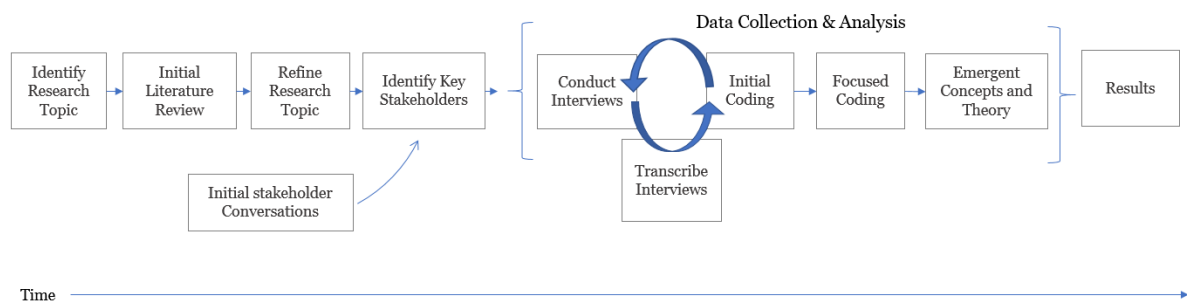 Data Collection & Analysis
Identify
Research
Topic
Initial
Literature
Review
Refine
Research
Topic
Identify Key
Stakeholders
Conduct
Interviews
Initial
Coding
Focused
Coding
Emergent
Concepts and
Theory
Results
Transcribe
Interviews
Initial stakeholder
Conversations
Time